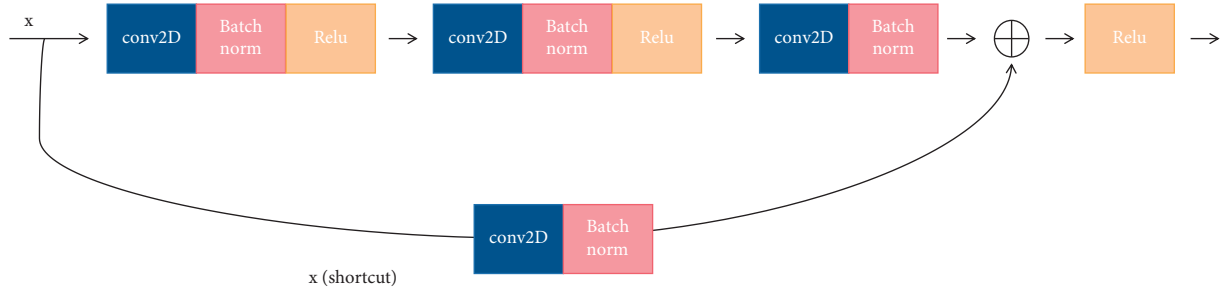 x
conv2D
Batch
norm
Relu
conv2D
Batch
norm
Relu
conv2D
Batch
norm
Relu
conv2D
Batch
norm
x (shortcut)